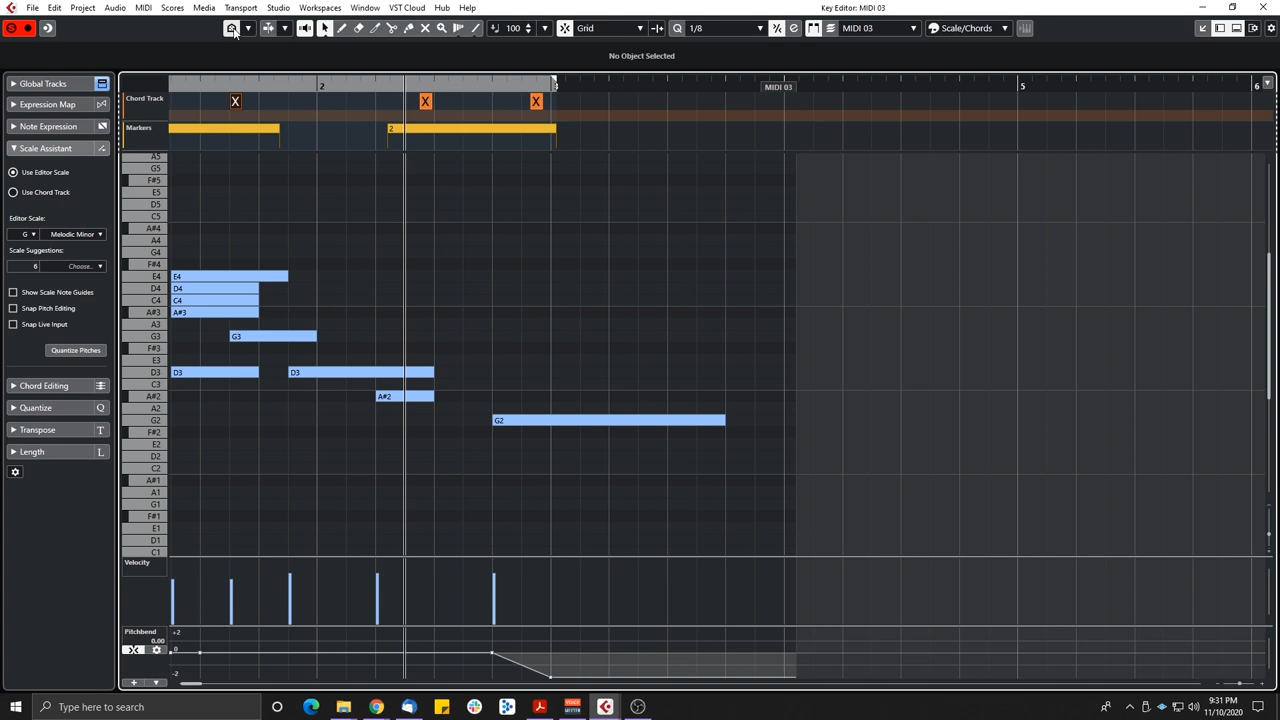 File Edit Project Audio MIDI Scores Media Transport Studio Workspaces Window VST Cloud Hub Help
Key Editor: MIDI 03
S 100 Grid Q 1/8 MIDI 03 Scale/Chords
No Object Selected
Global Tracks
Expression Map
Note Expression
Scale Assistant
Use Editor Scale
Use Chord Track
Editor Scale:
G Melodic Minor
Scale Suggestions:
6 Choose...
Show Scale Note Guides
Snap Pitch Editing
Snap Live Input
Quantize Pitches
Chord Editing
Quantize Q
Transpose T
Length L
2 3 MIDI 03 5 6
Chord Track X X X
Markers 2
A5
G5
F#5
E5
D5
C5
A#4
A4
G4
F#4
E4 E4
D4 D4
C4 C4
A#3 A#3
A3
G3 G3
F#3
E3
D3 D3 D3
C3
A#2 A#2
A2
G2 G2
F#2
E2
D2
C2
A#1
A1
G1
F#1
E1
D1
C1
Velocity
Pitchbend +2
0.00
0
-2
Type here to search
VOICE MEETER
9:31 PM
11/10/2020